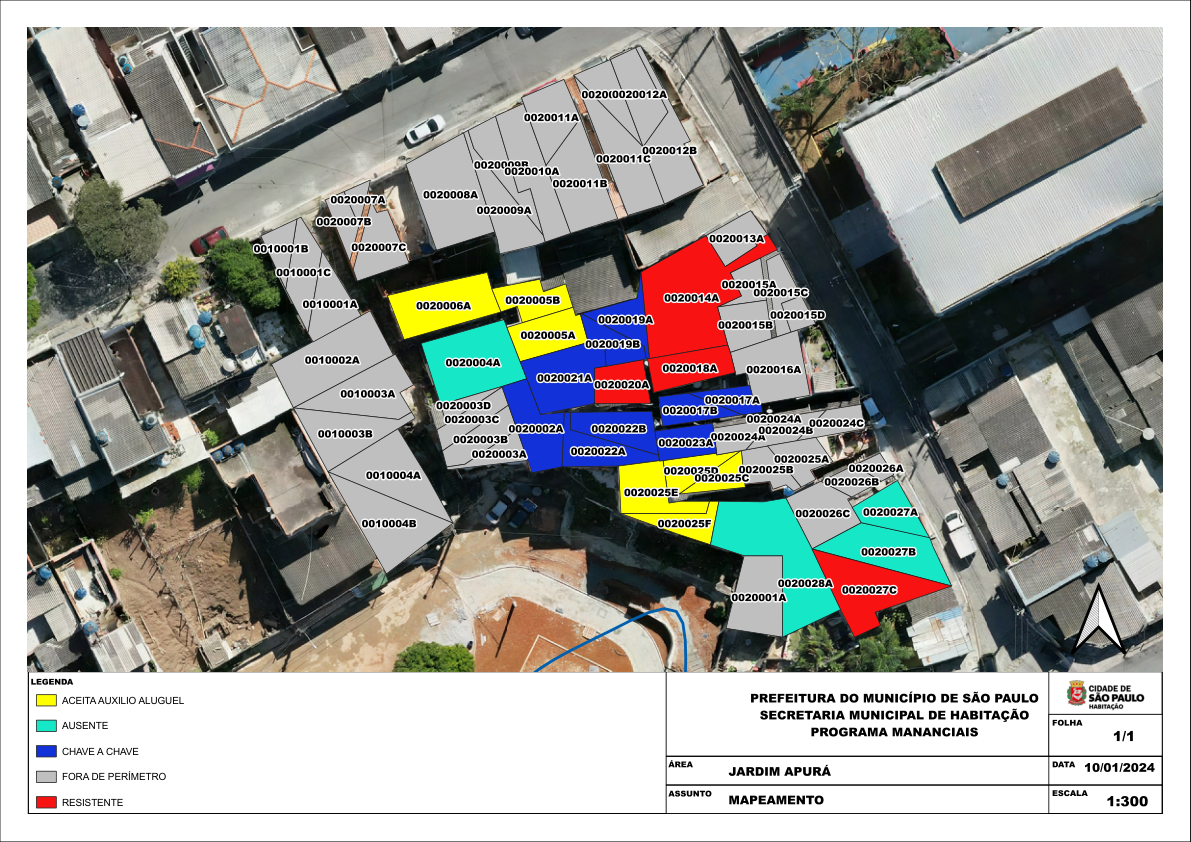 0020012A
0020011A
0020012B
0020011C
0020009B
0020010A
0020011B
0020008A
0020009A
0020007A
0020007B
0020007C
0010001B
0010001C
0010001A
0020013A
0020015A
0020015C
0020014A
0020015D
0020015B
0020006A
0020005B
0020005A
0020019A
0020019B
0020004A
0020021A
0020020A
0020018A
0020016A
0010002A
0010003A
0010003B
0010004A
0010004B
0020003D
0020003C
0020003B
0020003A
0020002A
0020022B
0020022A
0020017A
0020017B
0020023A
0020024A
0020024A
0020024B
0020024C
0020025A
0020025B
0020025D
0020025C
0020025E
0020025F
0020026A
0020026B
0020026C
0020027A
0020027B
0020027C
0020028A
0020001A
LEGENDA
ACEITA AUXILIO ALUGUEL
AUSENTE
CHAVE A CHAVE
FORA DE PERÍMETRO
RESISTENTE
PREFEITURA DO MUNICÍPIO DE SÃO PAULO
SECRETARIA MUNICIPAL DE HABITAÇÃO
PROGRAMA MANANCIAIS
CIDADE DE
SÃO PAULO
HABITAÇÃO
FOLHA
1/1
ÁREA
JARDIM APURÁ
DATA 10/01/2024
ASSUNTO
MAPEAMENTO
ESCALA
1:300